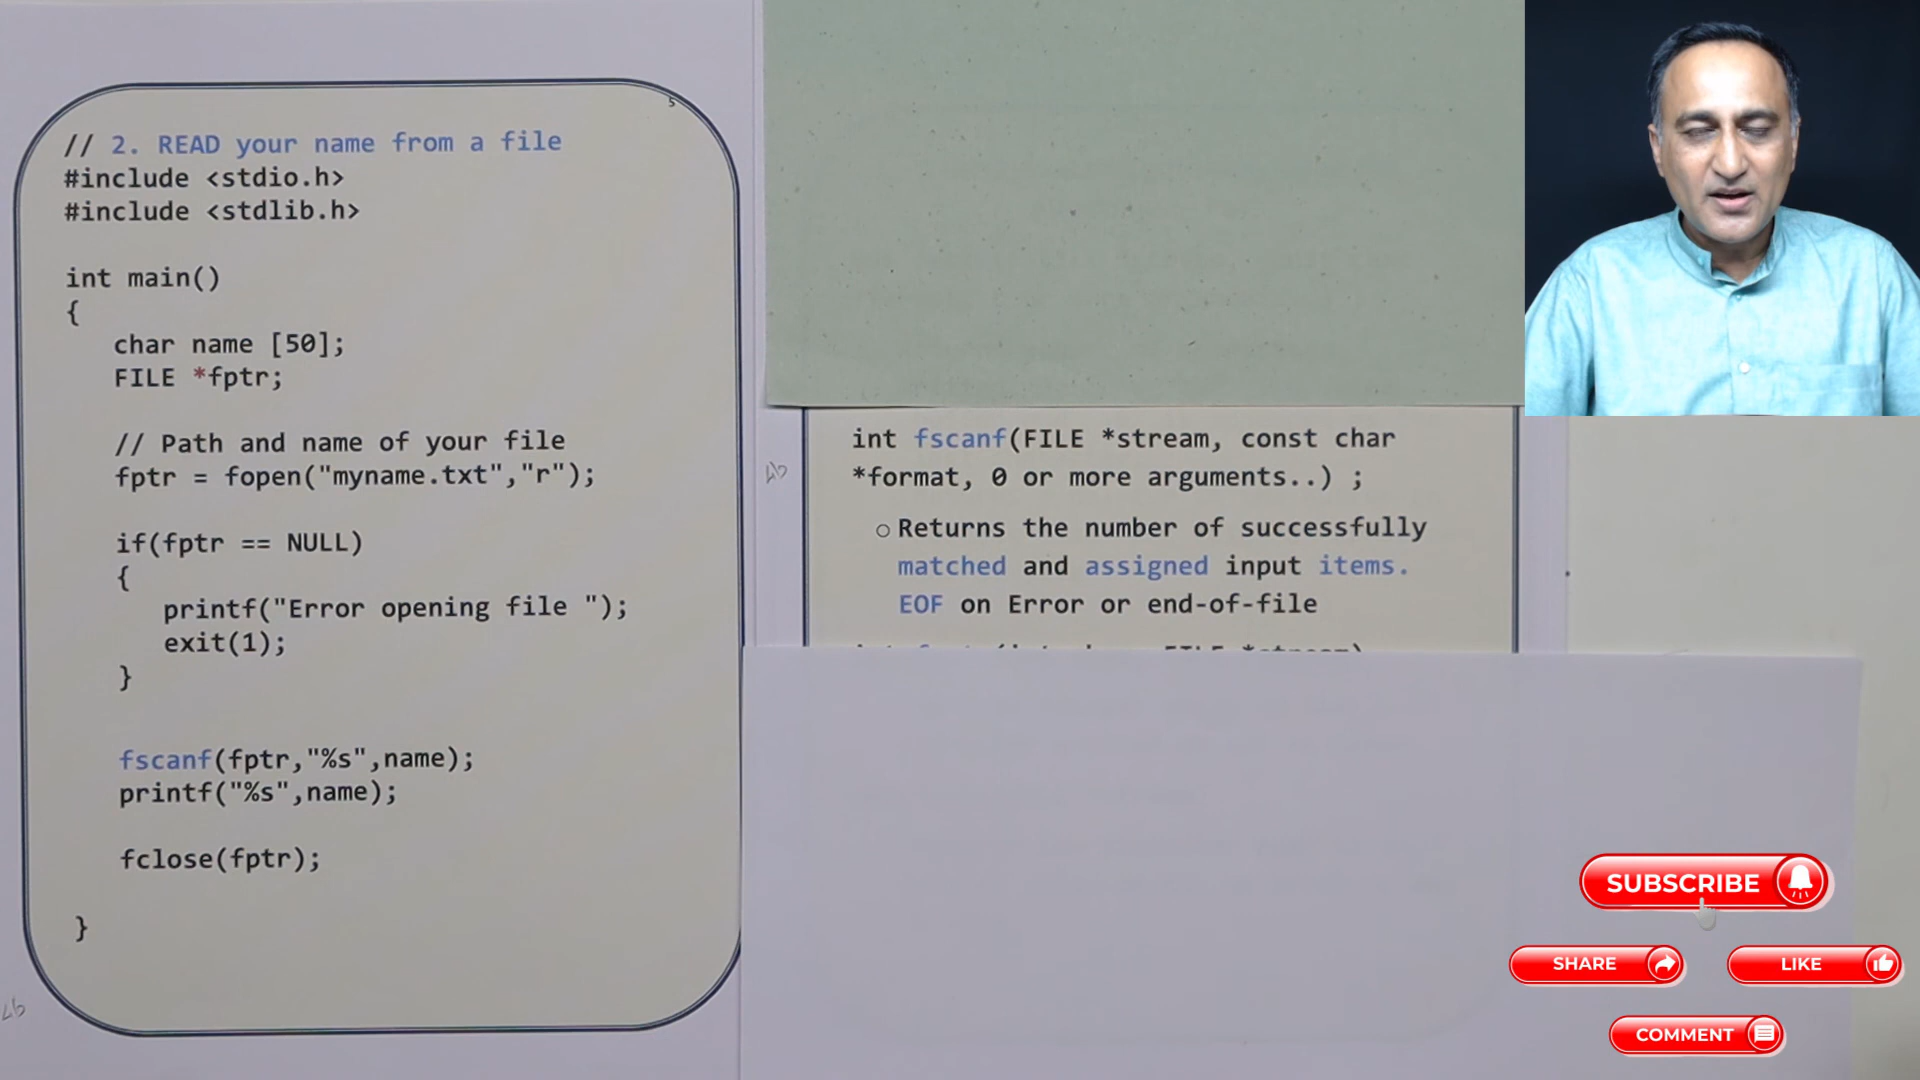 5
// 2. READ your name from a file
#include <stdio.h>
#include <stdlib.h>
int main()
{
char name [50];
FILE *fptr;
// Path and name of your file
fptr = fopen("myname.txt","r");
if(fptr == NULL)
{
printf("Error opening file ");
exit(1);
}
fscanf(fptr,"%s",name);
printf("%s",name);
fclose(fptr);
}
int fscanf(FILE *stream, const char
*format, 0 or more arguments..) ;
○ Returns the number of successfully
matched and assigned input items.
EOF on Error or end-of-file
SUBSCRIBE
SHARE
LIKE
COMMENT